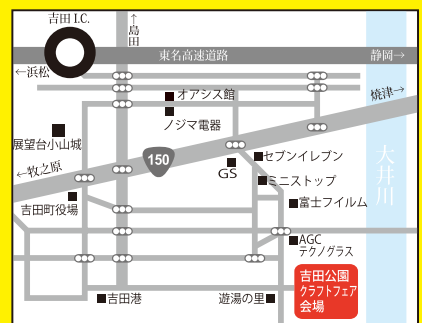 吉田 I.C.
↑島田
東名高速道路
静岡→
←浜松
オアシス館
焼津→
ノジマ電器
展望台小山城
←牧之原
150
大井川
セブンイレブン
GS
ミニストップ
吉田町役場
富士フイルム
AGC
テクノグラス
吉田公園
クラフトフェア
会場
吉田港
遊湯の里